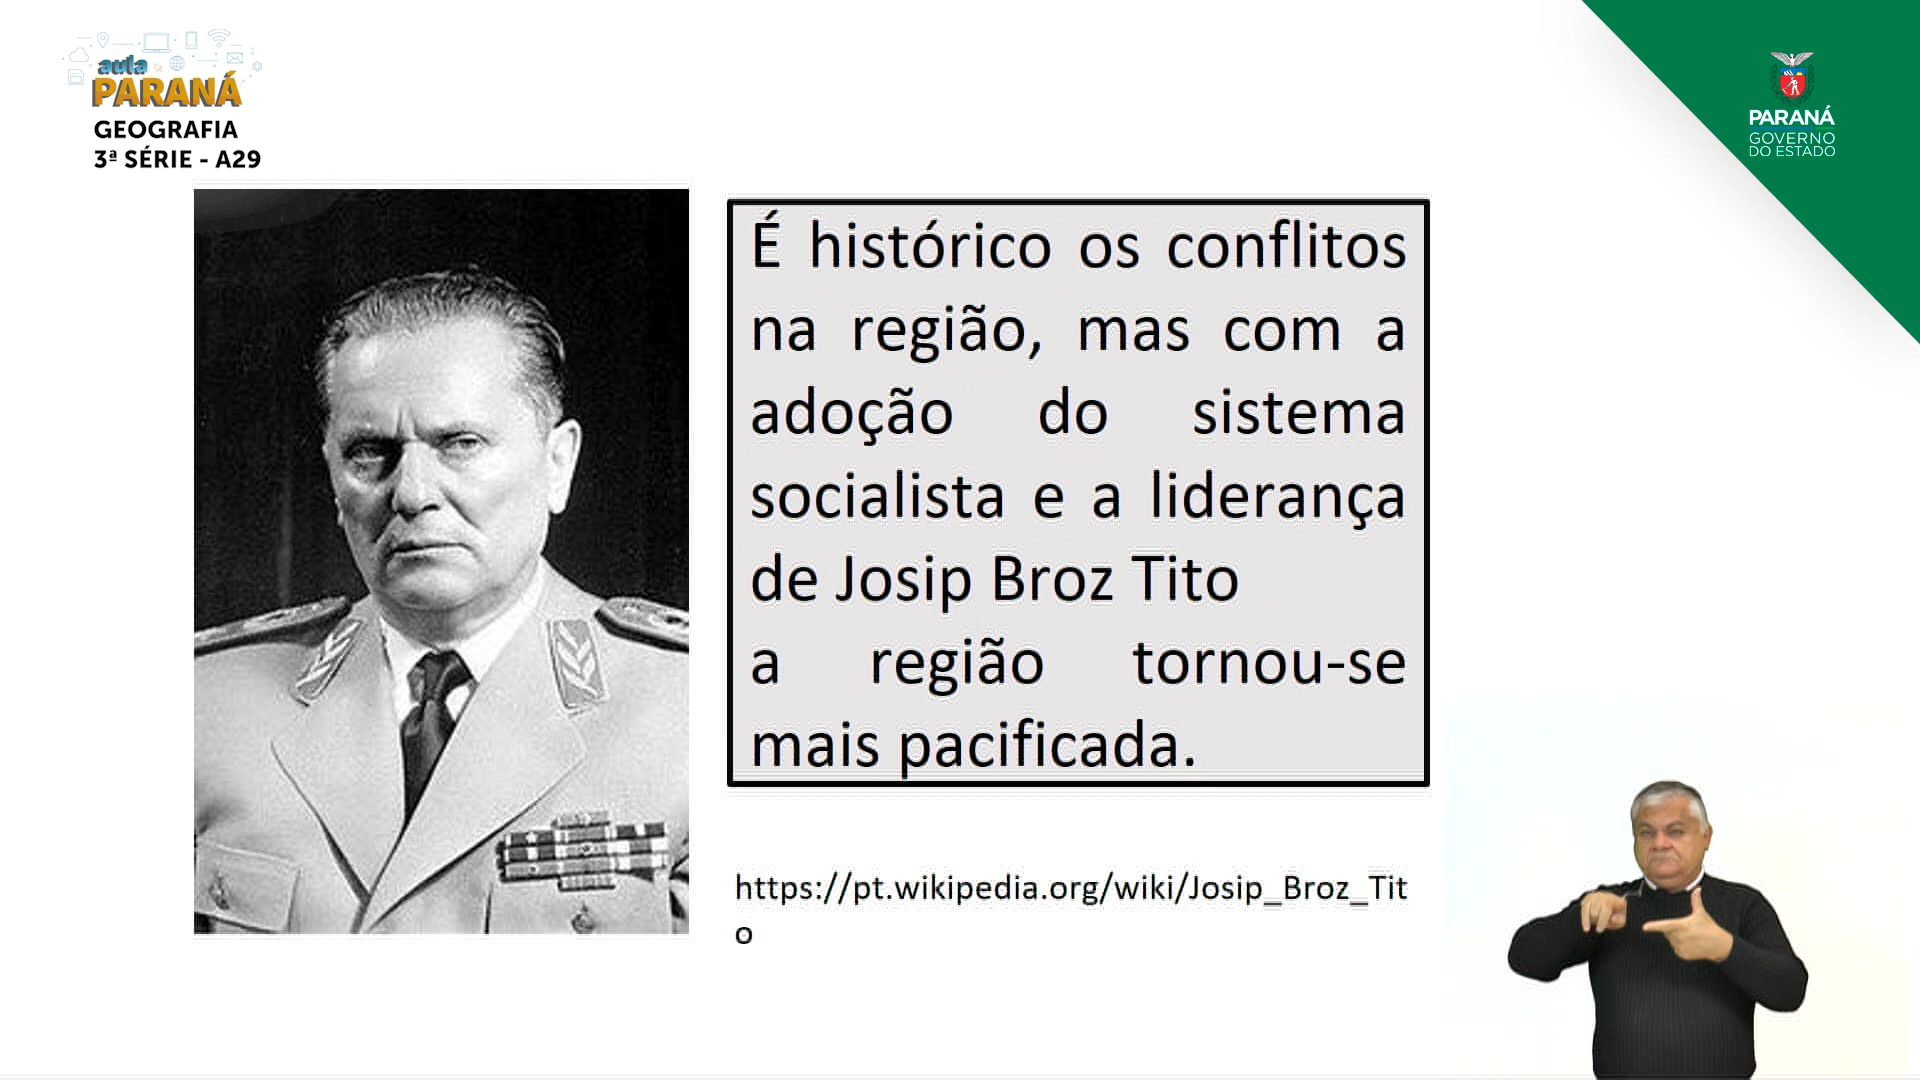 aula
PARANÁ
GEOGRAFIA
3ª SÉRIE - A29
PARANÁ
GOVERNO
DO ESTADO
É histórico os conflitos
na região, mas com a
adoção do sistema
socialista e a liderança
de Josip Broz Tito
a região tornou-se
mais pacificada.
https://pt.wikipedia.org/wiki/Josip_Broz_Tit
o